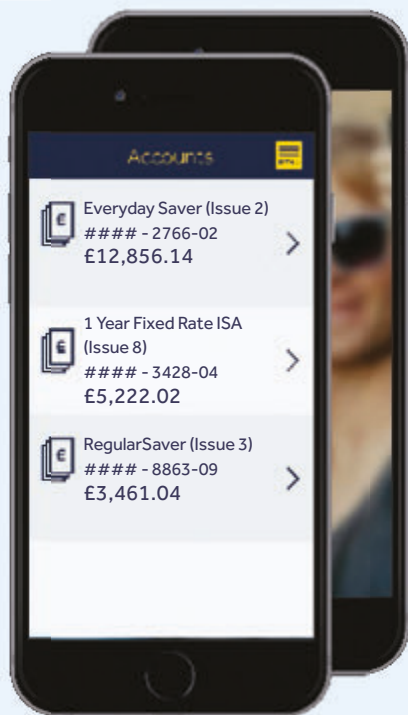 Accounts
Everyday Saver (Issue 2)
#### - 2766-02
£12,856.14
1 Year Fixed Rate ISA
(Issue 8)
#### - 3428-04
£5,222.02
RegularSaver (Issue 3)
#### - 8863-09
£3,461.04